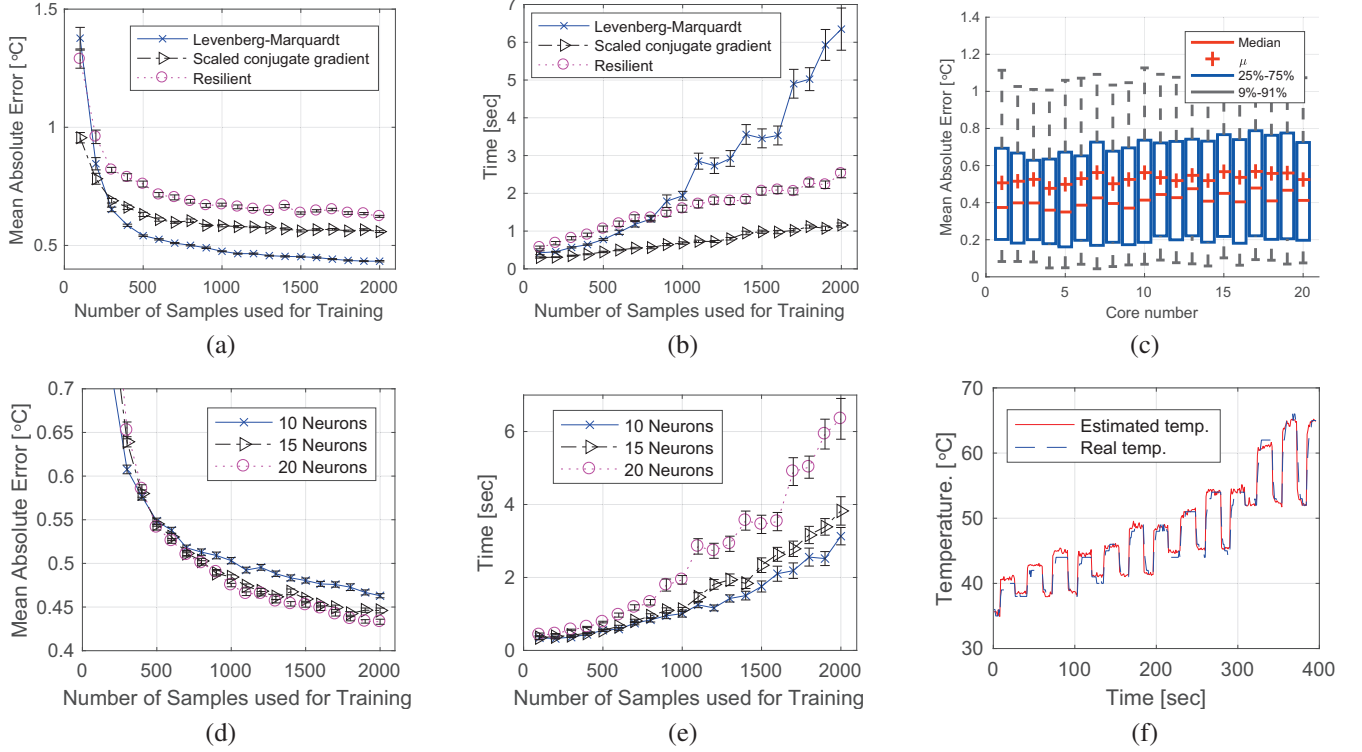 1.5
1
0.5
0 500 1000 1500 2000
Mean Absolute Error [°C]
Number of Samples used for Training
Levenberg-Marquardt
Scaled conjugate gradient
Resilient
(a)
7
6
5
4
3
2
1
0
0 500 1000 1500 2000
Time [sec]
Number of Samples used for Training
Levenberg-Marquardt
Scaled conjugate gradient
Resilient
(b)
1.4
1.2
1
0.8
0.6
0.4
0.2
0
0 5 10 15 20
Mean Absolute Error [°C]
Core number
Median
μ
25%-75%
9%-91%
(c)
0.7
0.65
0.6
0.55
0.5
0.45
0.4
0 500 1000 1500 2000
Mean Absolute Error [°C]
Number of Samples used for Training
10 Neurons
15 Neurons
20 Neurons
(d)
6
4
2
0
0 500 1000 1500 2000
Time [sec]
Number of Samples used for Training
10 Neurons
15 Neurons
20 Neurons
(e)
70
60
50
40
30
0 100 200 300 400
Temperature. [°C]
Time [sec]
Estimated temp.
Real temp.
(f)